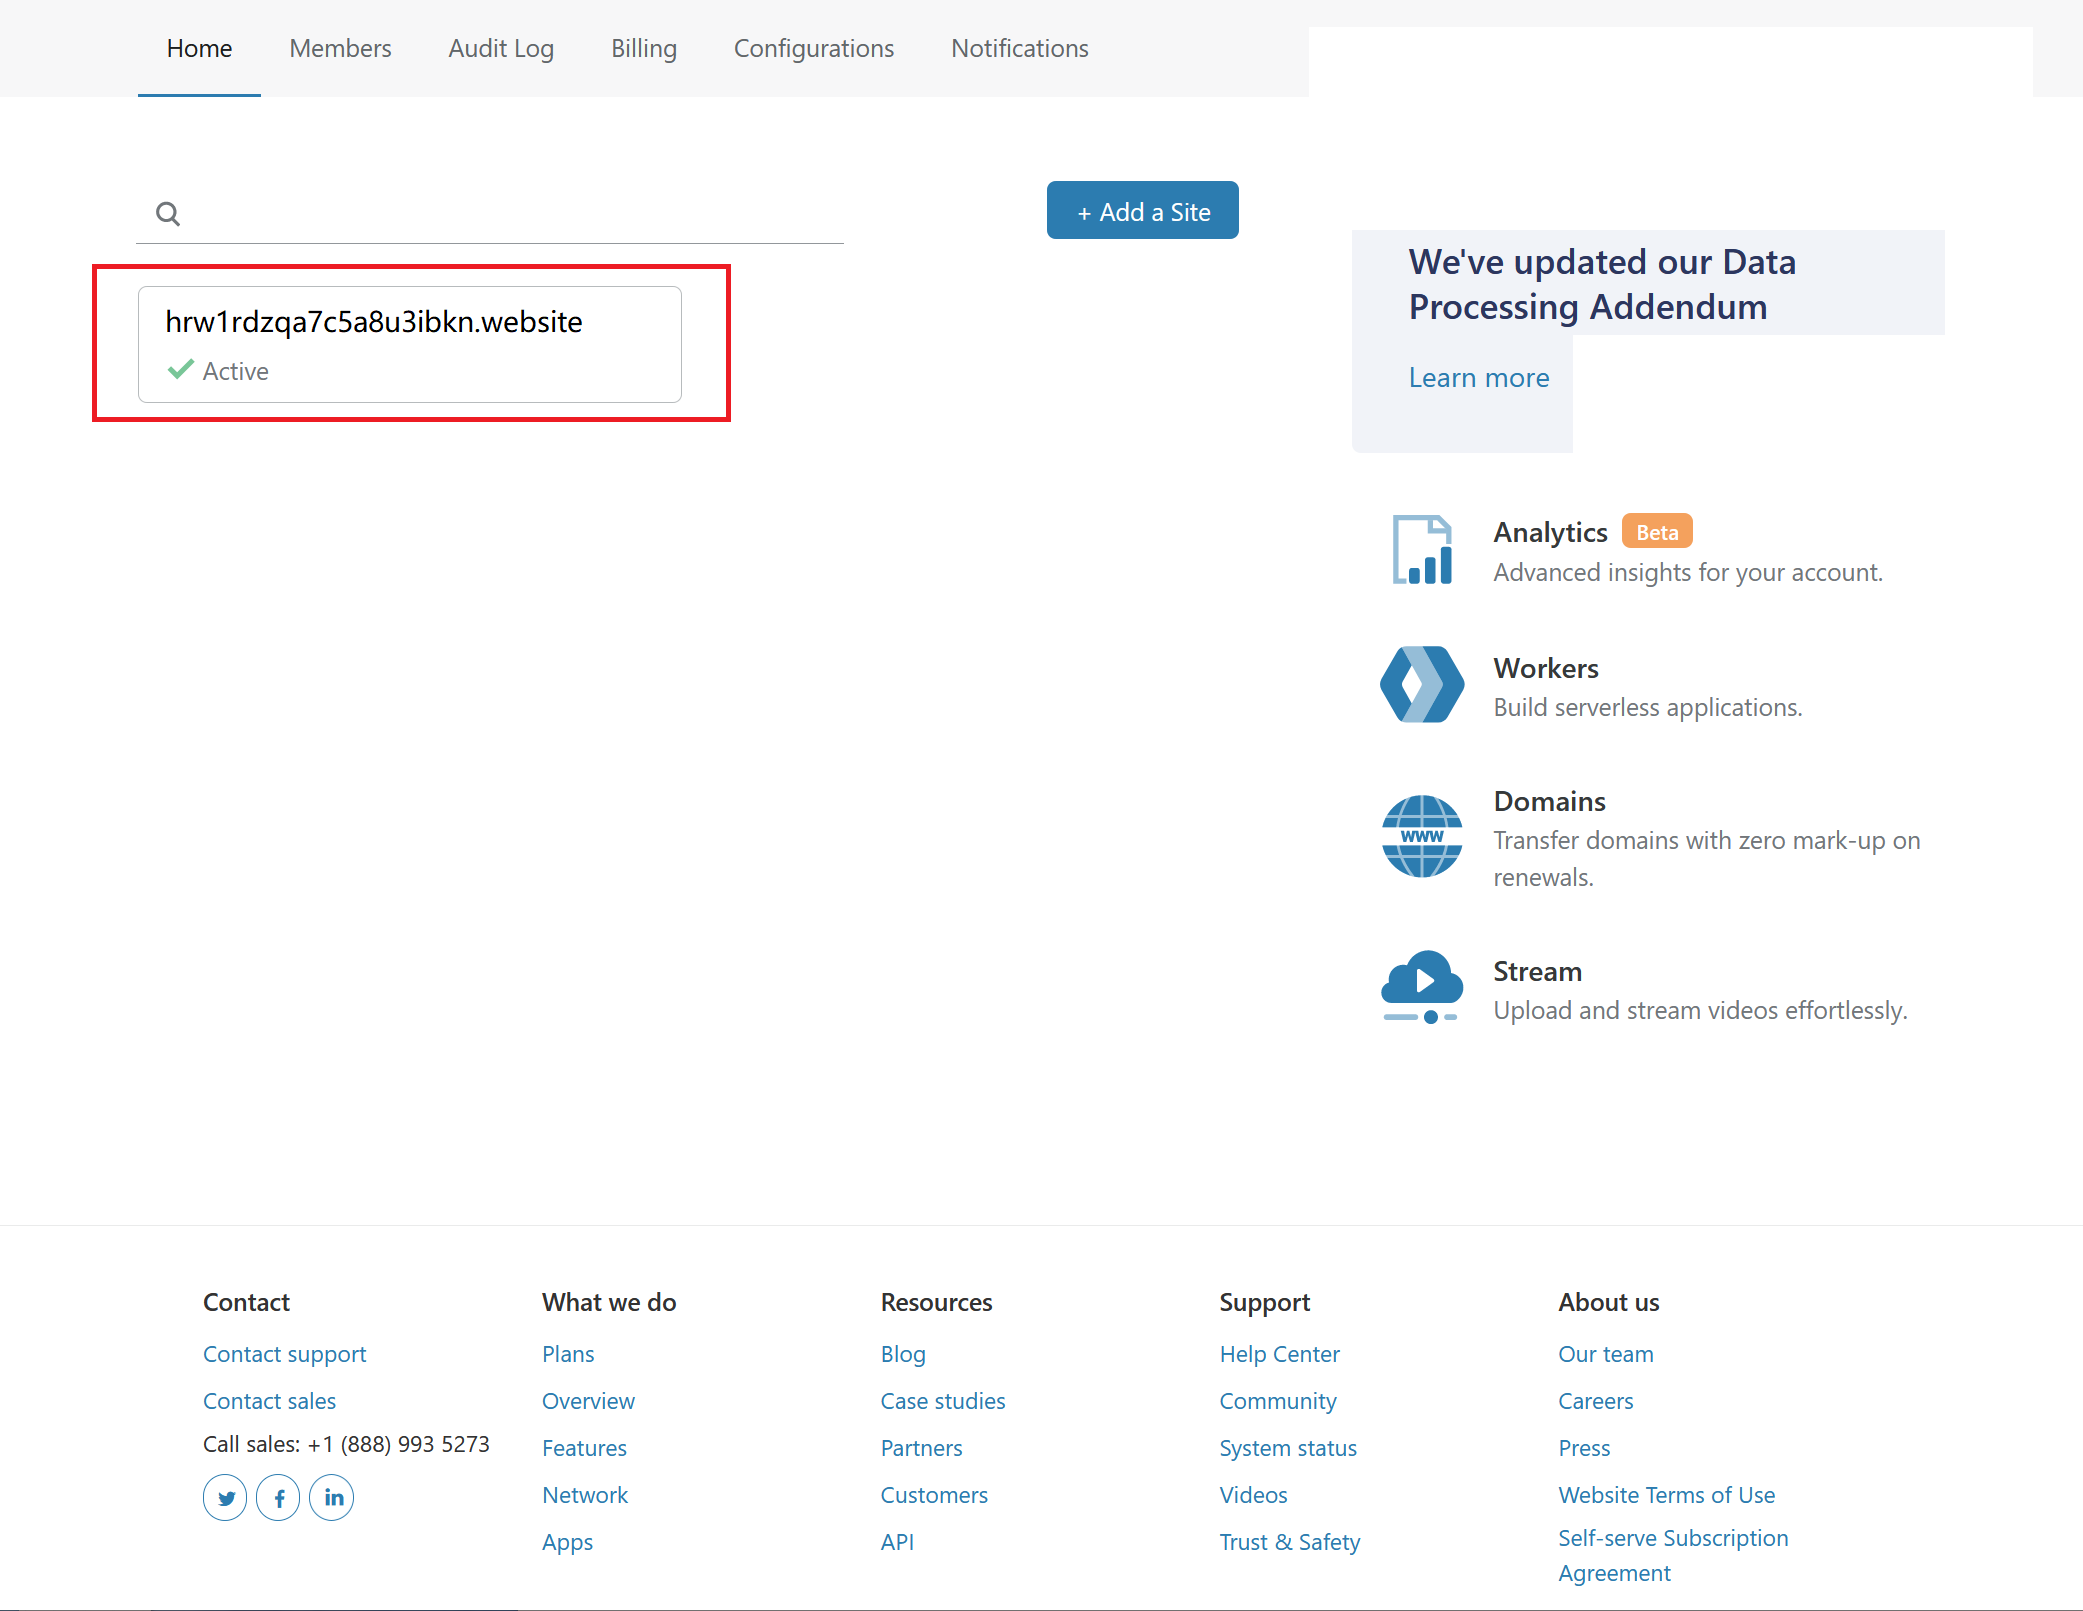 Home Members Audit Log Billing Configurations Notifications
+ Add a Site
hrw1rdzqa7c5a8u3ibkn.website
Active
We've updated our Data
Processing Addendum
Learn more
Analytics Beta
Advanced insights for your account.
Workers
Build serverless applications.
Domains
www
Transfer domains with zero mark-up on
renewals.
Stream
Upload and stream videos effortlessly.
Contact
Contact support
Contact sales
Call sales: +1 (888) 993 5273
What we do
Plans
Overview
Features
Network
Apps
Resources
Blog
Case studies
Partners
Customers
API
Support
Help Center
Community
System status
Videos
Trust & Safety
About us
Our team
Careers
Press
Website Terms of Use
Self-serve Subscription
Agreement